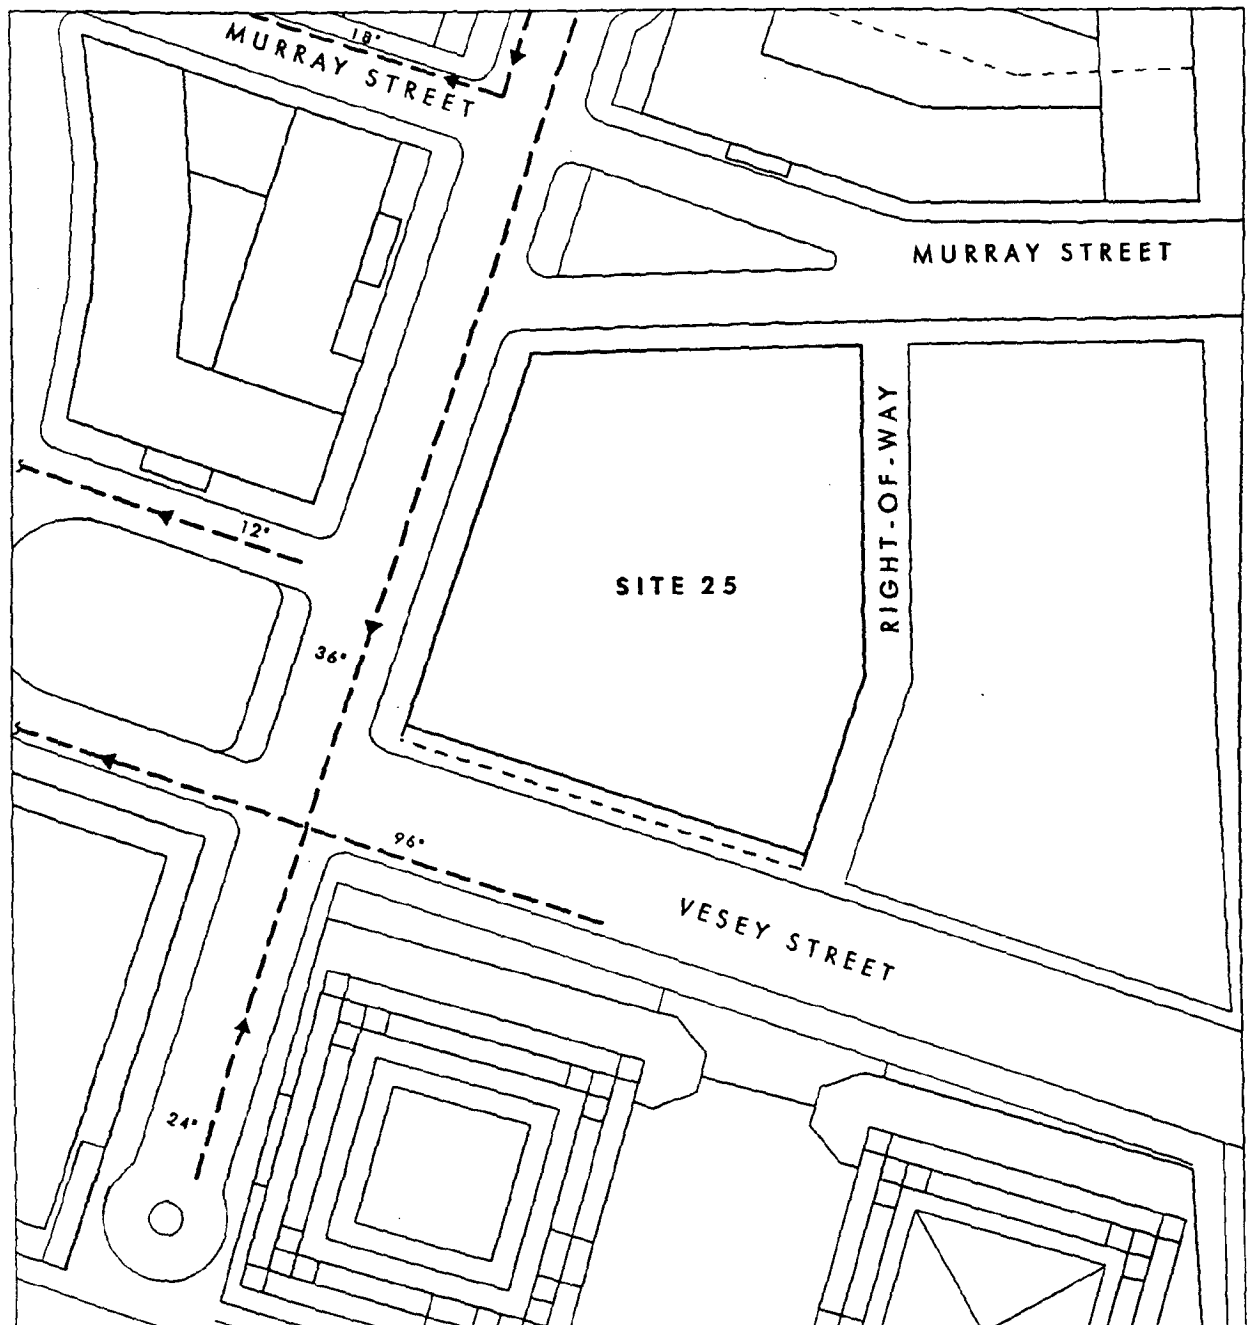 18"
MURRAY STREET
MURRAY STREET
RIGHT-OF-WAY
12"
SITE 25
36"
96"
VESEY STREET
24"